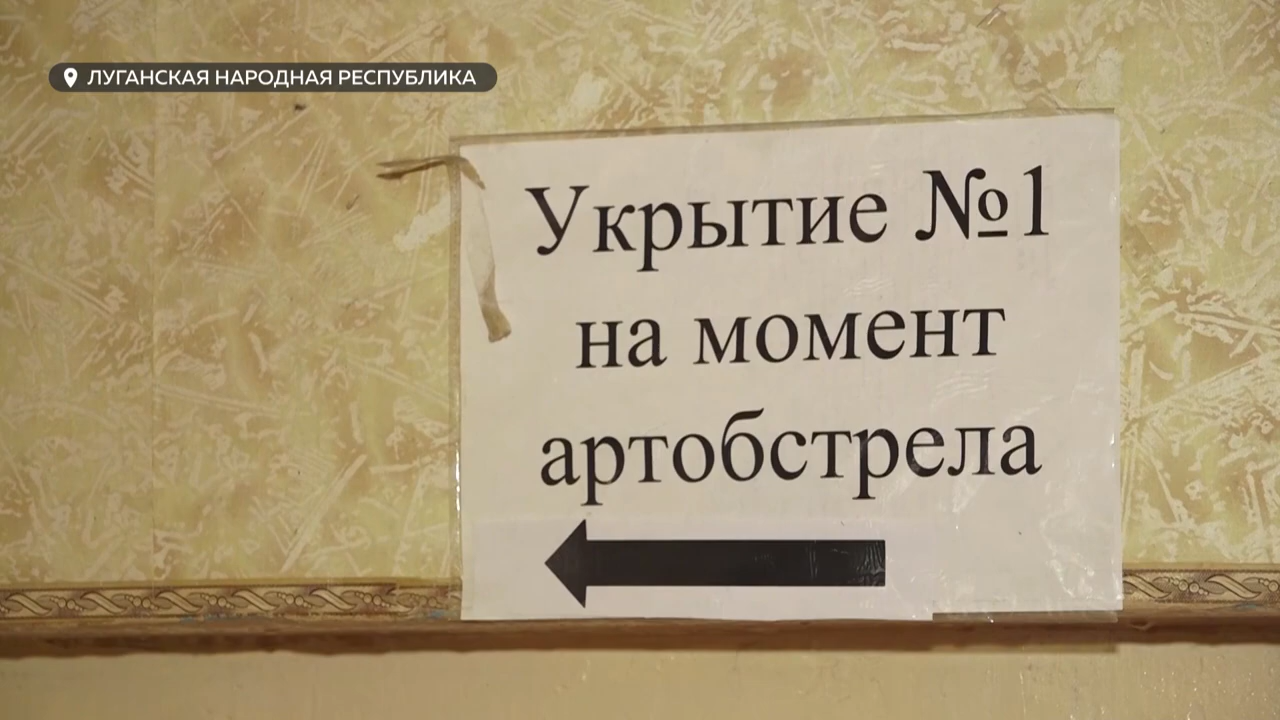 ЛУГАНСКАЯ НАРОДНАЯ РЕСПУБЛИКА
Укрытие №1
на момент
артобстрела